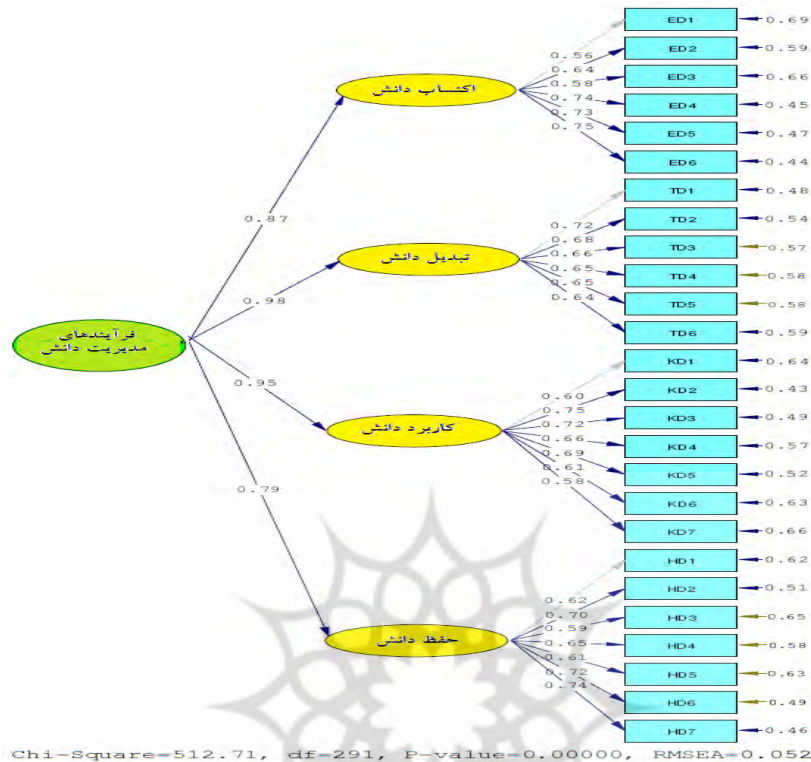 فرآیندهای
مدیریت دانش
0.87
0.98
0.95
0.79
اکتساب دانش
0.56
0.64
0.58
0.74
0.73
0.75
ED1
0.69
ED2
0.59
ED3
0.66
ED4
0.45
ED5
0.47
ED6
0.44
تبدیل دانش
0.72
0.68
0.66
0.65
0.65
0.64
TD1
0.48
TD2
0.54
TD3
0.57
TD4
0.58
TD5
0.58
TD6
0.59
کاربرد دانش
0.60
0.75
0.72
0.66
0.69
0.61
0.58
KD1
0.64
KD2
0.43
KD3
0.49
KD4
0.57
KD5
0.52
KD6
0.63
KD7
0.66
حفظ دانش
0.62
0.70
0.59
0.65
0.61
0.72
0.74
HD1
0.62
HD2
0.51
HD3
0.65
HD4
0.58
HD5
0.63
HD6
0.49
HD7
0.46
Chi-Square=512.71, df=291, P-value=0.00000, RMSEA=0.052